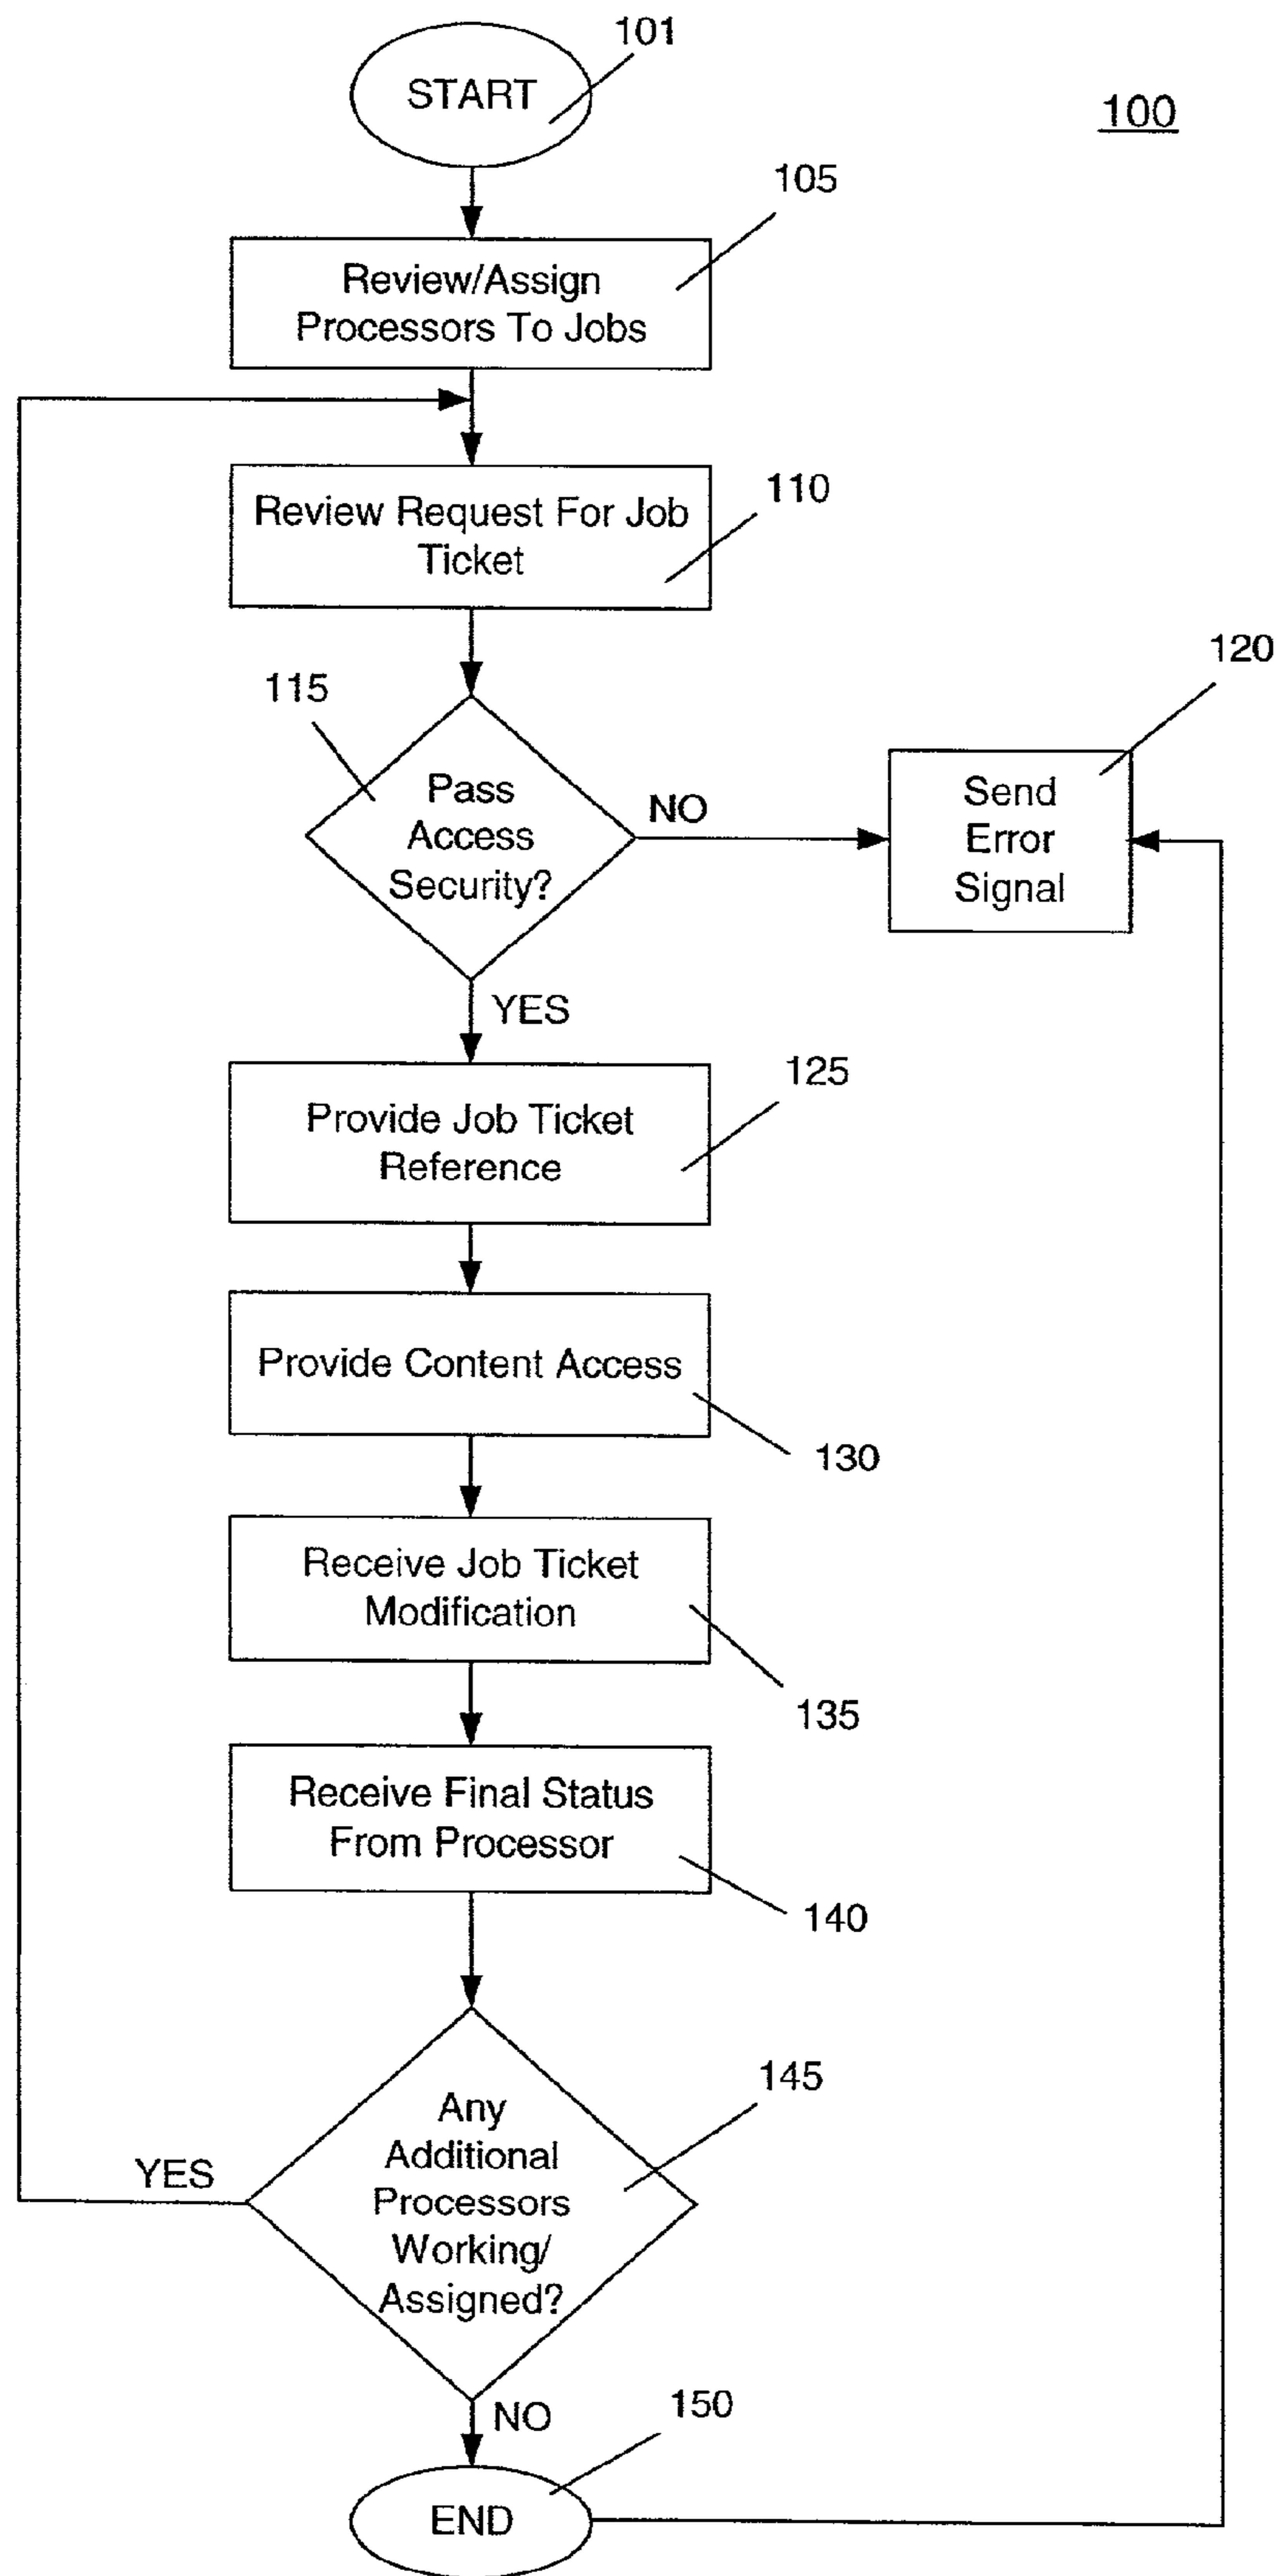 101
START
100
105
Review/Assign
Processors To Jobs
110
Review Request For Job
Ticket
120
115
Pass
Access
Security?
NO
Send
Error
Signal
YES
125
Provide Job Ticket
Reference
Provide Content Access
130
Receive Job Ticket
Modification
135
Receive Final Status
From Processor
140
145
Any
Additional
Processors
Working/
Assigned?
YES
NO
150
END